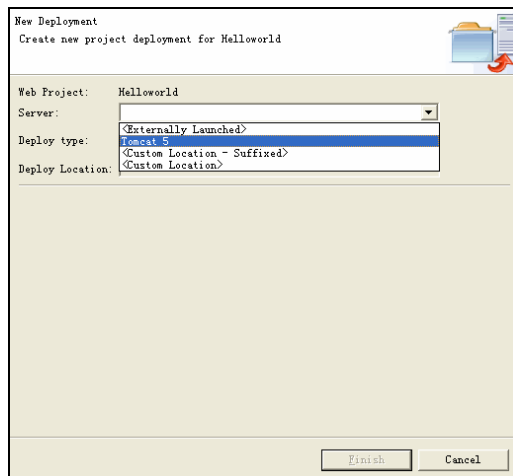 New Deployment
Create new project deployment for Helloworld
Web Project: Helloworld
Server:
<Externally Launched>
Deploy type: Tomcat 5
<Custom Location - Suffixed>
Deploy Location: <Custom Location>
Finish Cancel